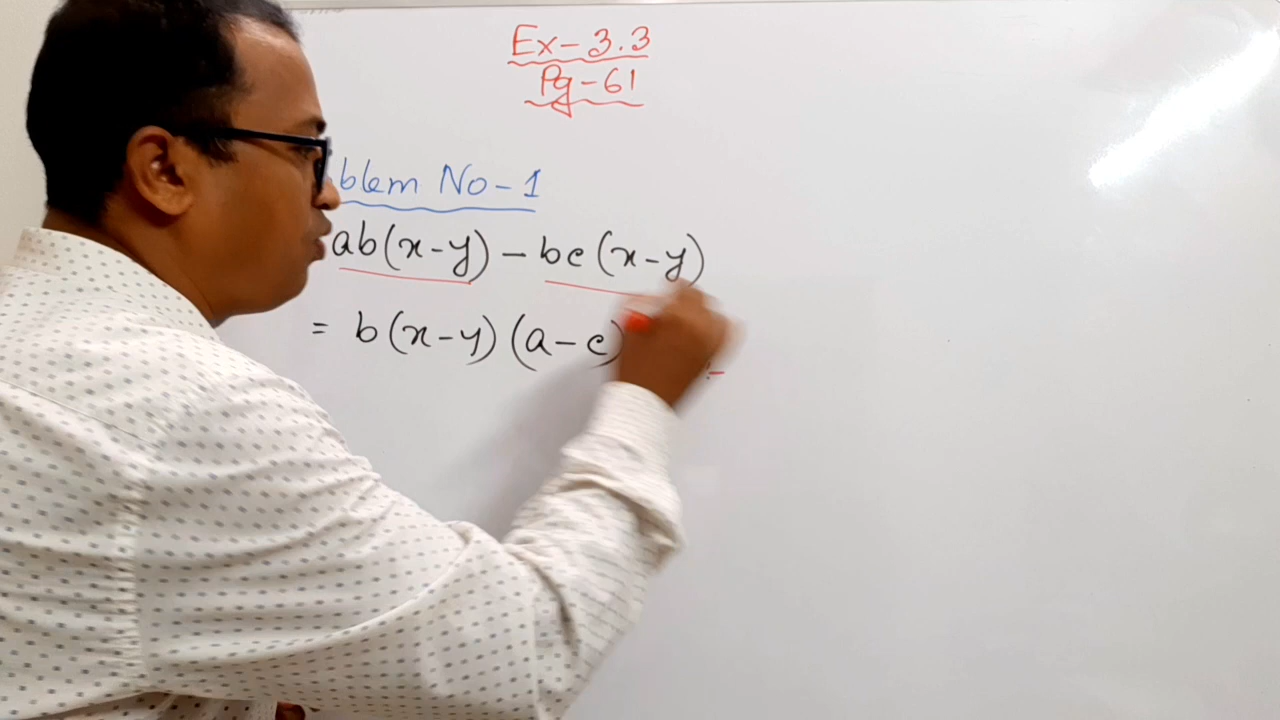 Ex-3.3
Pg-61
blem No-1
ab(x-y) - bc(x-y)
= b(x-y)(a-c)